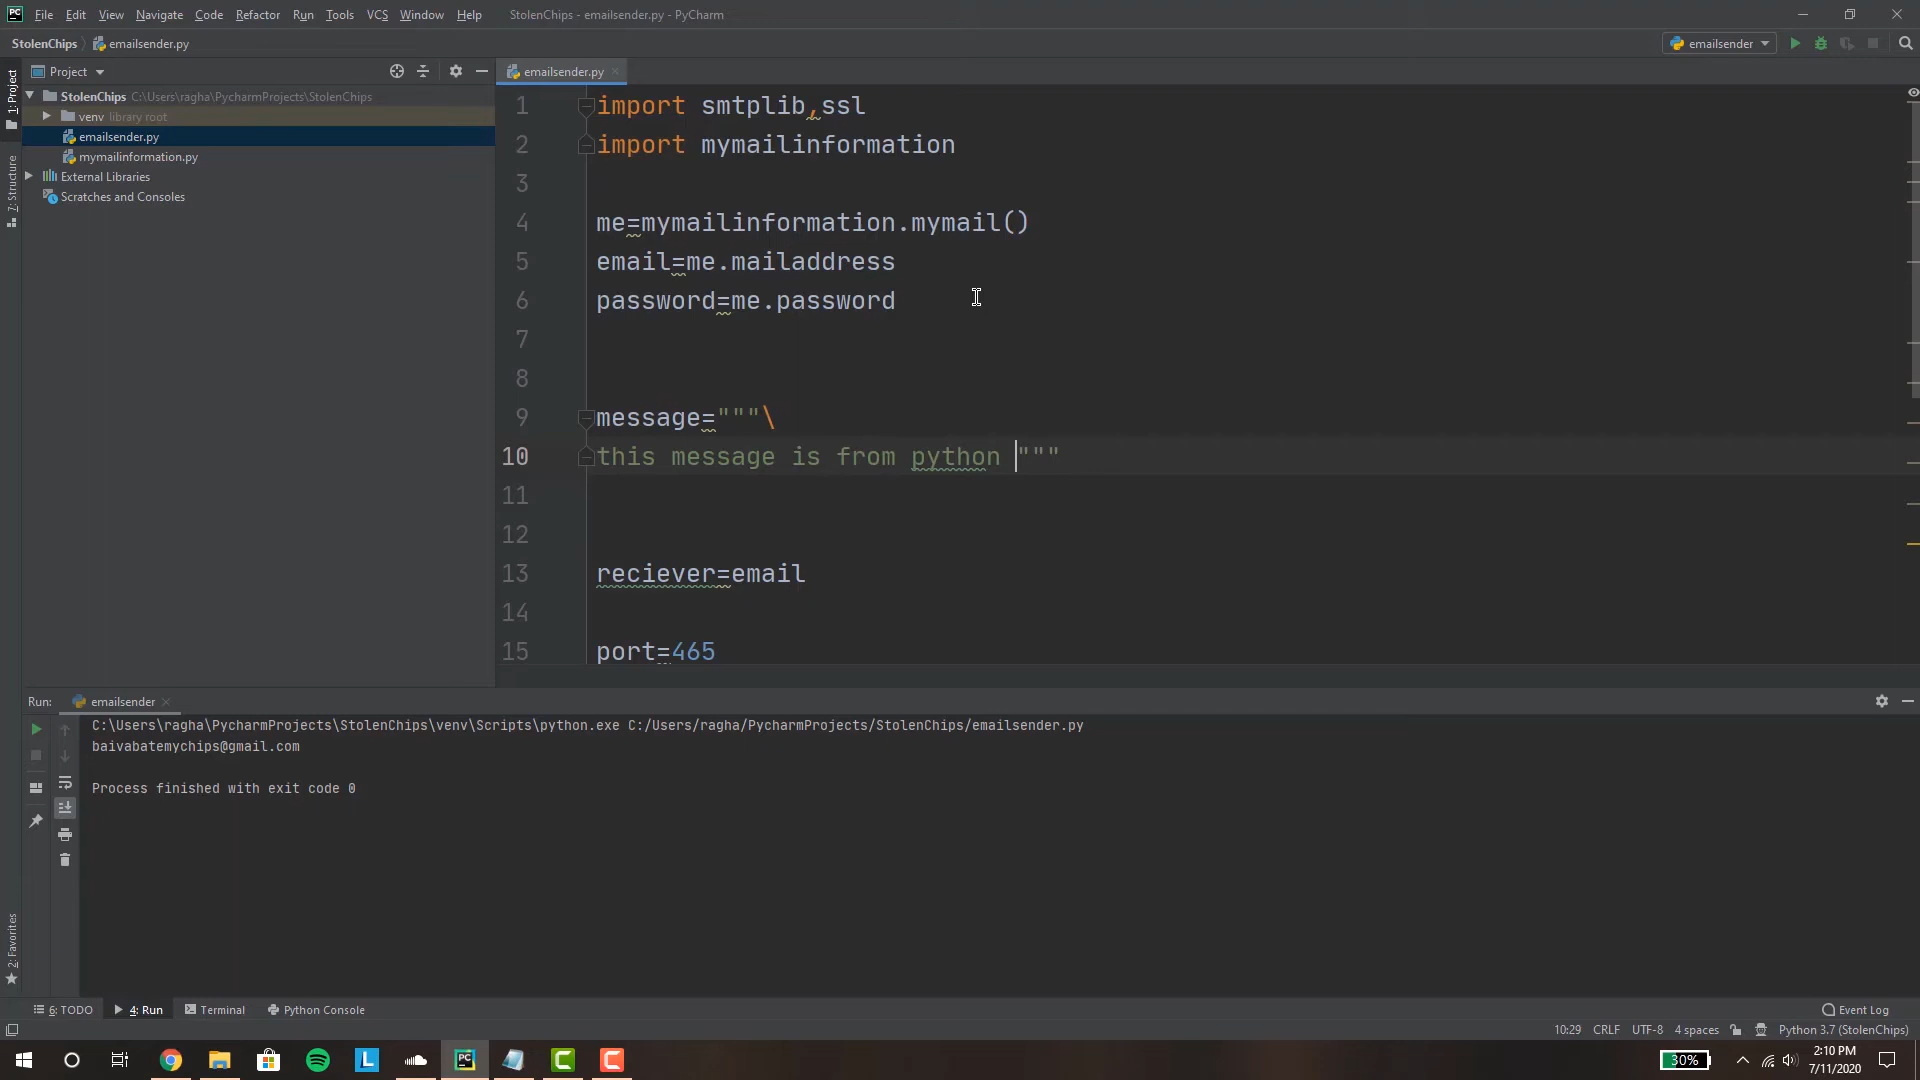 File Edit View Navigate Code Refactor Run Tools VCS Window Help StolenChips - emailsender.py - PyCharm
StolenChips emailsender.py emailsender
1: Project
Project
emailsender.py
StolenChips C:\Users\ragha\PycharmProjects\StolenChips
venv library root
emailsender.py
mymailinformation.py
External Libraries
Scratches and Consoles
7: Structure
1 import smtplib,ssl
2 import mymailinformation
3
4 me=mymailinformation.mymail()
5 email=me.mailaddress
6 password=me.password
7
8
9 message="""\
10 this message is from python """
11
12
13 reciever=email
14
15 port=465
Run: emailsender
C:\Users\ragha\PycharmProjects\StolenChips\venv\Scripts\python.exe C:/Users/ragha/PycharmProjects/StolenChips/emailsender.py
baivabatemychips@gmail.com
Process finished with exit code 0
2: Favorites
6: TODO 4: Run Terminal Python Console Event Log
10:29 CRLF UTF-8 4 spaces Python 3.7 (StolenChips)
30% 2:10 PM
7/11/2020